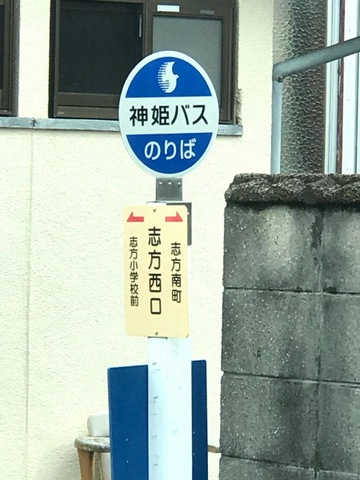 神姫バス
のりば
志方南町
志方西口
志方小学校前